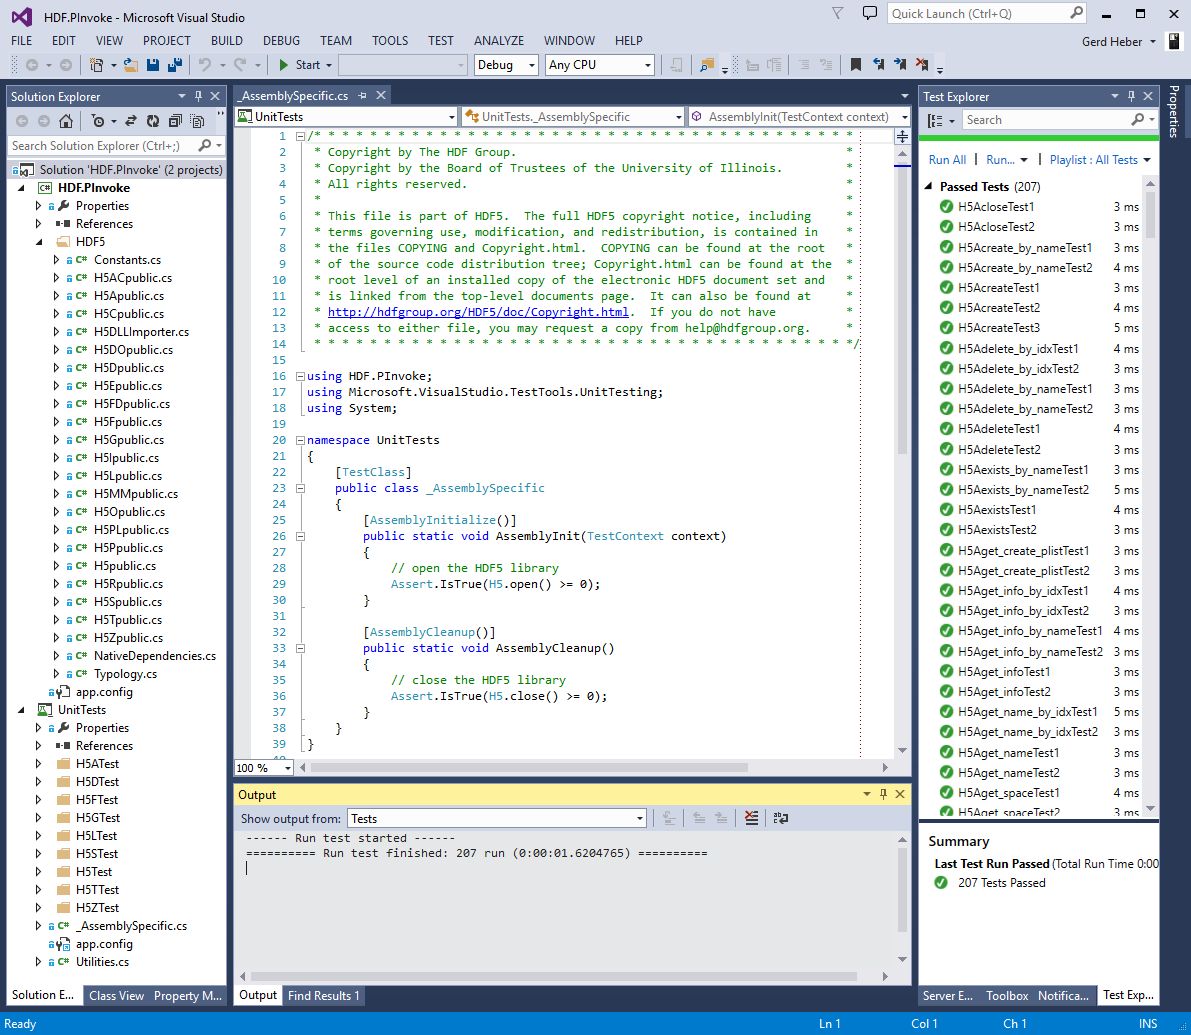 HDF.PInvoke - Microsoft Visual Studio
Quick Launch (Ctrl+Q)
FILE EDIT VIEW PROJECT BUILD DEBUG TEAM TOOLS TEST ANALYZE WINDOW HELP
Gerd Heber
Start Debug Any CPU
Solution Explorer
Search Solution Explorer (Ctrl+;)
Solution 'HDF.PInvoke' (2 projects)
HDF.PInvoke
Properties
References
HDF5
Constants.cs
H5ACpublic.cs
H5Apublic.cs
H5Cpublic.cs
H5DLLImporter.cs
H5DOpublic.cs
H5Dpublic.cs
H5Epublic.cs
H5FDpublic.cs
H5Fpublic.cs
H5Gpublic.cs
H5Ipublic.cs
H5Lpublic.cs
H5MMpublic.cs
H5Opublic.cs
H5PLpublic.cs
H5Ppublic.cs
H5public.cs
H5Rpublic.cs
H5Spublic.cs
H5Tpublic.cs
H5Zpublic.cs
NativeDependencies.cs
Typology.cs
app.config
UnitTests
Properties
References
H5ATest
H5DTest
H5FTest
H5GTest
H5LTest
H5STest
H5Test
H5TTest
H5ZTest
_AssemblySpecific.cs
app.config
Utilities.cs
Solution E... Class View Property M...
_AssemblySpecific.cs
UnitTests UnitTests._AssemblySpecific AssemblyInit(TestContext context)
1 /* * * * * * * * * * * * * * * * * * * * * * * * * * * * * * * * * * * * * * *
2 * Copyright by The HDF Group. *
3 * Copyright by the Board of Trustees of the University of Illinois. *
4 * All rights reserved. *
5 * *
6 * This file is part of HDF5. The full HDF5 copyright notice, including *
7 * terms governing use, modification, and redistribution, is contained in *
8 * the files COPYING and Copyright.html. COPYING can be found at the root *
9 * of the source code distribution tree; Copyright.html can be found at the *
10 * root level of an installed copy of the electronic HDF5 document set and *
11 * is linked from the top-level documents page. It can also be found at *
12 * http://hdfgroup.org/HDF5/doc/Copyright.html. If you do not have *
13 * access to either file, you may request a copy from help@hdfgroup.org. *
14 * * * * * * * * * * * * * * * * * * * * * * * * * * * * * * * * * * * * * * */
15
16 using HDF.PInvoke;
17 using Microsoft.VisualStudio.TestTools.UnitTesting;
18 using System;
19
20 namespace UnitTests
21 {
22 [TestClass]
23 public class _AssemblySpecific
24 {
25 [AssemblyInitialize()]
26 public static void AssemblyInit(TestContext context)
27 {
28 // open the HDF5 library
29 Assert.IsTrue(H5.open() >= 0);
30 }
31
32 [AssemblyCleanup()]
33 public static void AssemblyCleanup()
34 {
35 // close the HDF5 library
36 Assert.IsTrue(H5.close() >= 0);
37 }
38 }
39 }
100 %
Output
Show output from: Tests
------ Run test started ------
========== Run test finished: 207 run (0:00:01.6204765) ==========
Output Find Results 1
Test Explorer
Search
Run All Run... Playlist : All Tests
Passed Tests (207)
H5AcloseTest1 3 ms
H5AcloseTest2 3 ms
H5Acreate_by_nameTest1 3 ms
H5Acreate_by_nameTest2 4 ms
H5AcreateTest1 3 ms
H5AcreateTest2 4 ms
H5AcreateTest3 5 ms
H5Adelete_by_idxTest1 4 ms
H5Adelete_by_idxTest2 3 ms
H5Adelete_by_nameTest1 3 ms
H5Adelete_by_nameTest2 4 ms
H5AdeleteTest1 4 ms
H5AdeleteTest2 3 ms
H5Aexists_by_nameTest1 3 ms
H5Aexists_by_nameTest2 5 ms
H5AexistsTest1 4 ms
H5AexistsTest2 3 ms
H5Aget_create_plistTest1 3 ms
H5Aget_create_plistTest2 3 ms
H5Aget_info_by_idxTest1 4 ms
H5Aget_info_by_idxTest2 3 ms
H5Aget_info_by_nameTest1 4 ms
H5Aget_info_by_nameTest2 3 ms
H5Aget_infoTest1 3 ms
H5Aget_infoTest2 3 ms
H5Aget_name_by_idxTest1 5 ms
H5Aget_name_by_idxTest2 3 ms
H5Aget_nameTest1 3 ms
H5Aget_nameTest2 3 ms
H5Aget_spaceTest1 4 ms
H5Aget_spaceTest2 3 ms
Summary
Last Test Run Passed (Total Run Time 0:00
207 Tests Passed
Server E... Toolbox Notifica... Test Exp...
Properties
Ready Ln 1 Col 1 Ch 1 INS